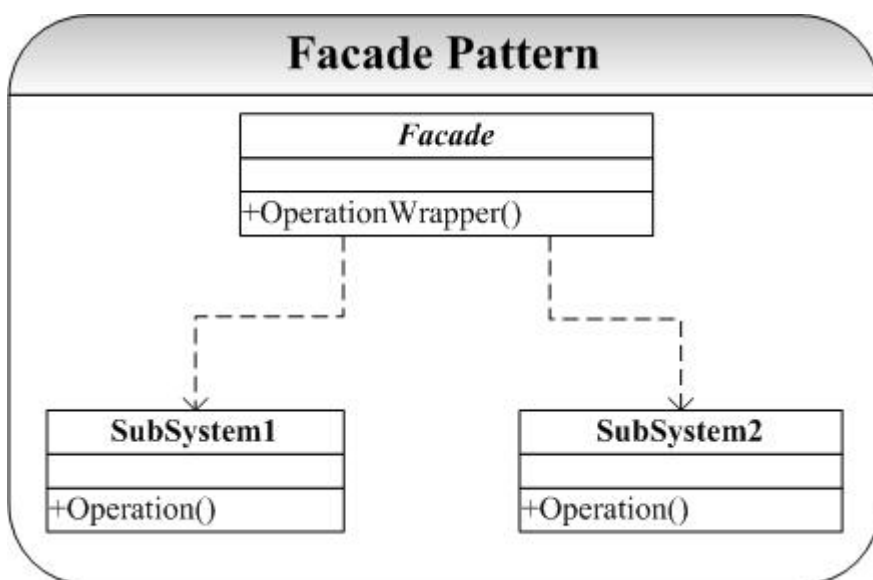 Facade Pattern
Facade
+OperationWrapper()
SubSystem1
+Operation()
SubSystem2
+Operation()